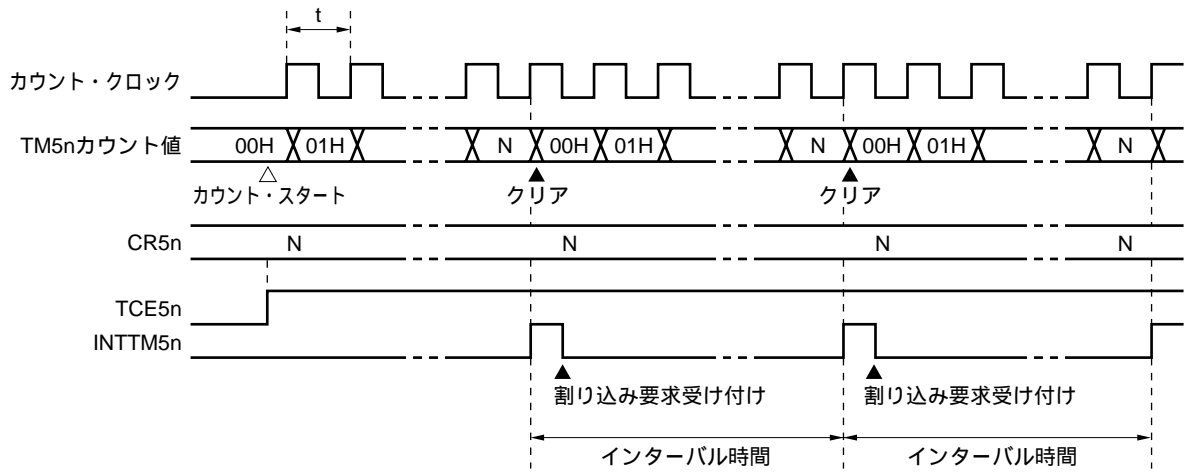 t
カウント・クロック
TM5nカウント値 00H 01H N 00H 01H N 00H 01H N
カウント・スタート クリア クリア
CR5n N N N N
TCE5n
INTTM5n
割り込み要求受け付け 割り込み要求受け付け
インターバル時間 インターバル時間